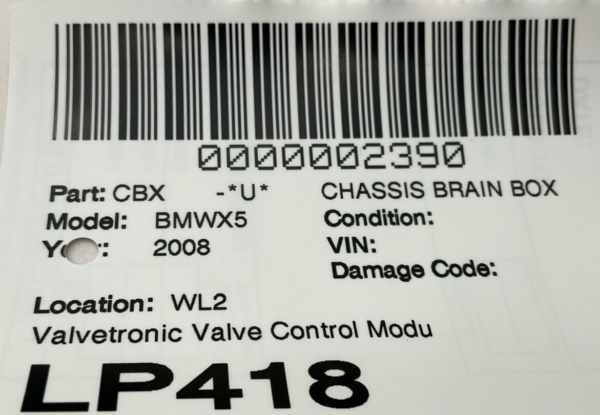 0000002390
Part: CBX -*U* CHASSIS BRAIN BOX
Model: BMWX5 Condition:
2008 VIN:
Damage Code:
Location: WL2
Valvetronic Valve Control Modu
LP418